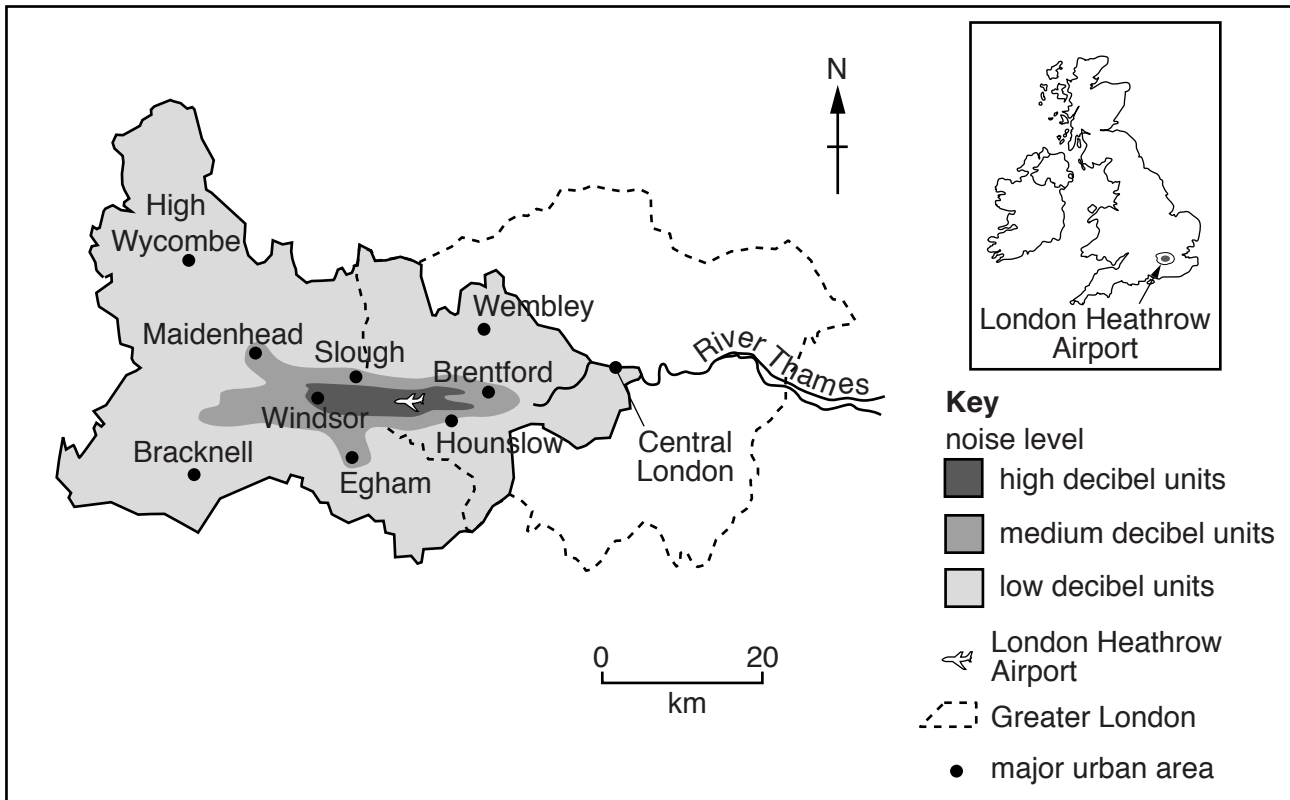 N
High
Wycombe
Wembley
Maidenhead
Slough
Brentford
Windsor
Hounslow
Bracknell
Egham
Central
London
River Thames
0 20
km
London Heathrow
Airport
Key
noise level
high decibel units
medium decibel units
low decibel units
London Heathrow
Airport
Greater London
major urban area